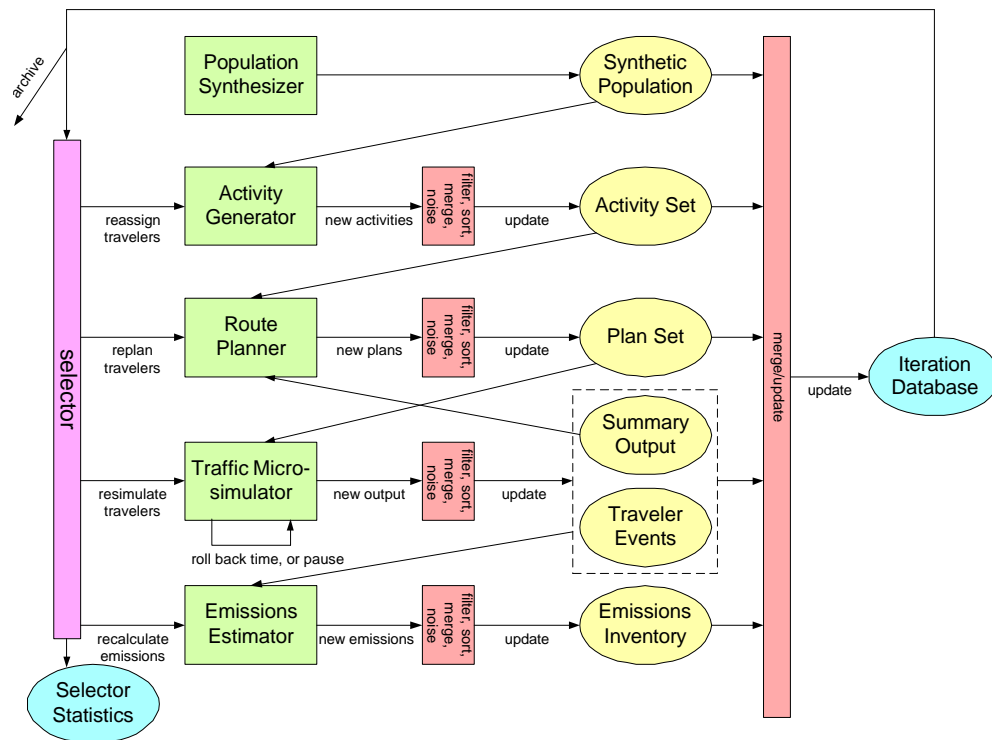 archive
Population
Synthesizer
Synthetic
Population
selector
reassign
travelers
Activity
Generator
new activities
filter, sort,
merge,
noise
update
Activity Set
replan
travelers
Route
Planner
new plans
filter, sort,
merge,
noise
update
Plan Set
merge/update
update
Iteration
Database
Summary
Output
resimulate
travelers
Traffic Micro-
simulator
new output
filter, sort,
merge,
noise
update
Traveler
Events
roll back time, or pause
recalculate
emissions
Emissions
Estimator
new emissions
filter, sort,
merge,
noise
update
Emissions
Inventory
Selector
Statistics